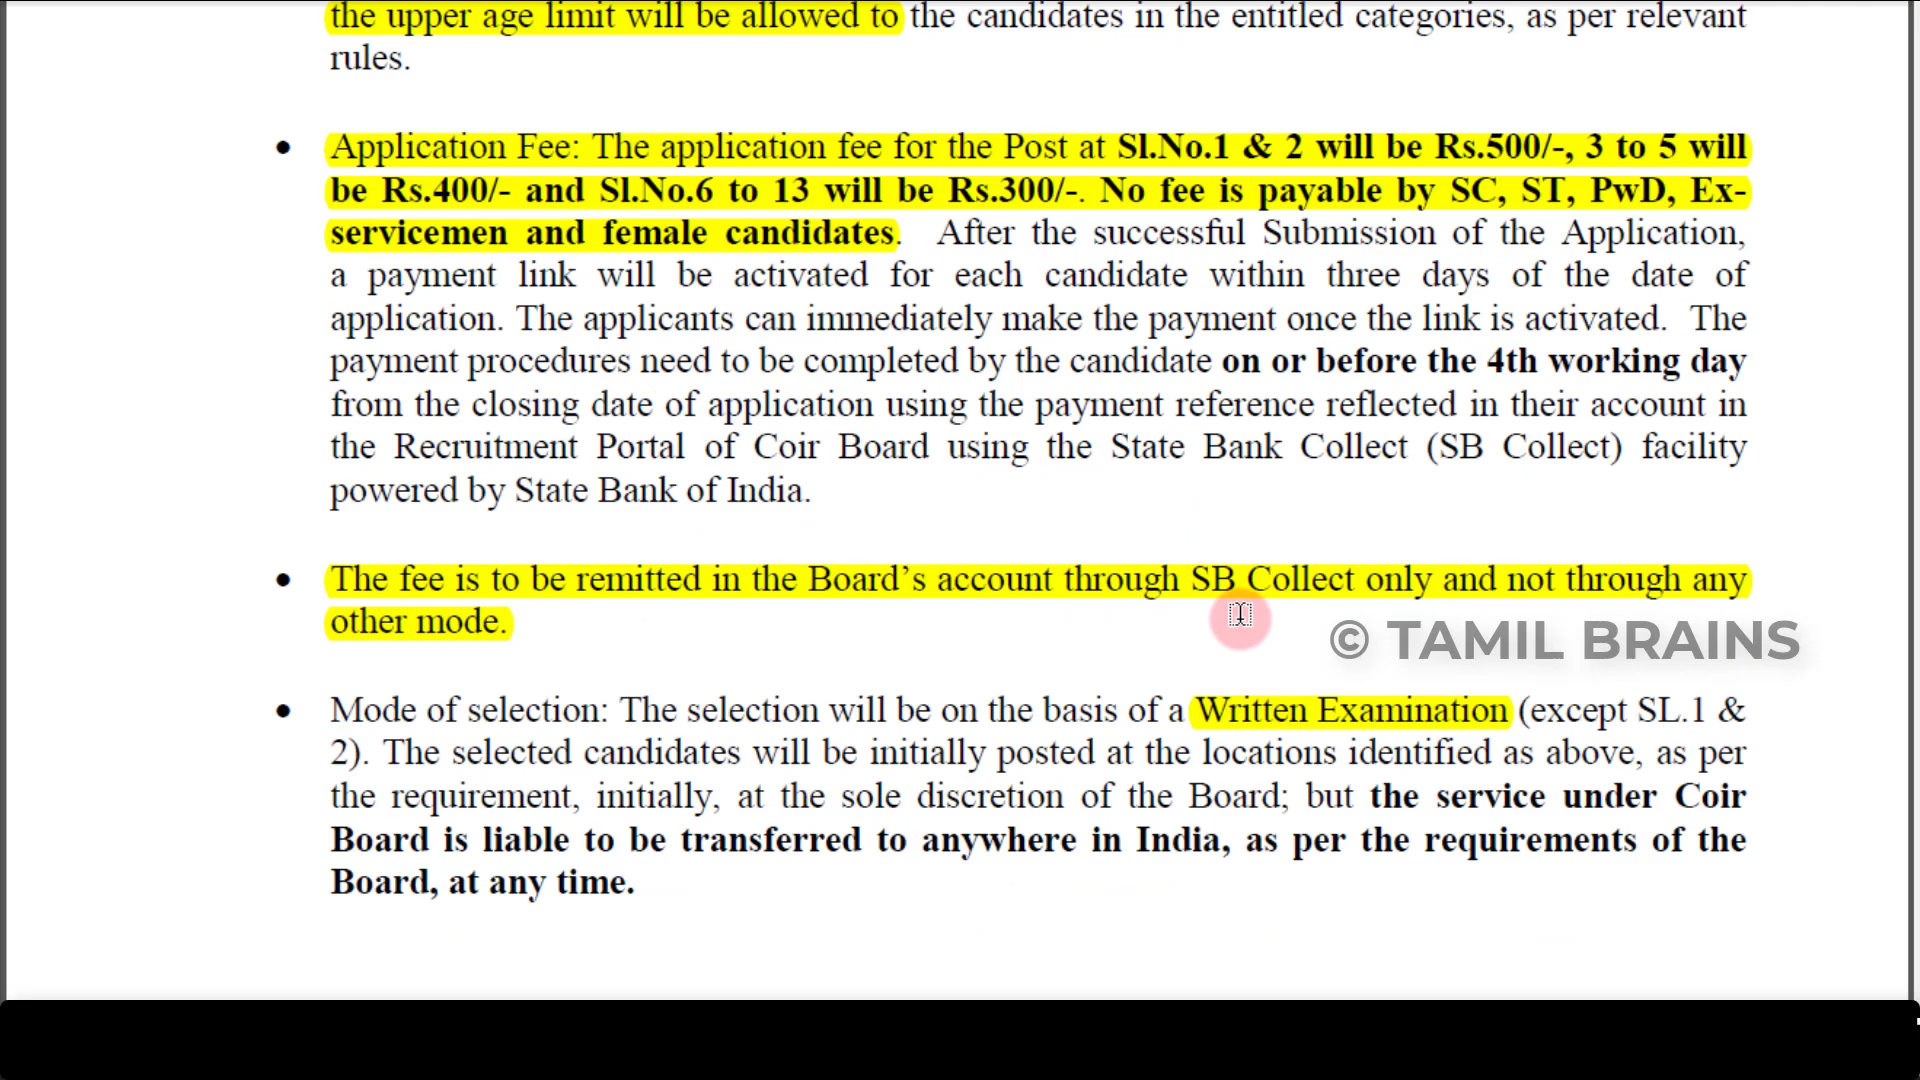 the upper age limit will be allowed to the candidates in the entitled categories, as per relevant
rules.
• Application Fee: The application fee for the Post at Sl.No.1 & 2 will be Rs.500/-, 3 to 5 will
be Rs.400/- and Sl.No.6 to 13 will be Rs.300/-. No fee is payable by SC, ST, PwD, Ex-
servicemen and female candidates. After the successful Submission of the Application,
a payment link will be activated for each candidate within three days of the date of
application. The applicants can immediately make the payment once the link is activated. The
payment procedures need to be completed by the candidate on or before the 4th working day
from the closing date of application using the payment reference reflected in their account in
the Recruitment Portal of Coir Board using the State Bank Collect (SB Collect) facility
powered by State Bank of India.
• The fee is to be remitted in the Board’s account through SB Collect only and not through any
other mode.
© TAMIL BRAINS
• Mode of selection: The selection will be on the basis of a Written Examination (except SL.1 &
2). The selected candidates will be initially posted at the locations identified as above, as per
the requirement, initially, at the sole discretion of the Board; but the service under Coir
Board is liable to be transferred to anywhere in India, as per the requirements of the
Board, at any time.